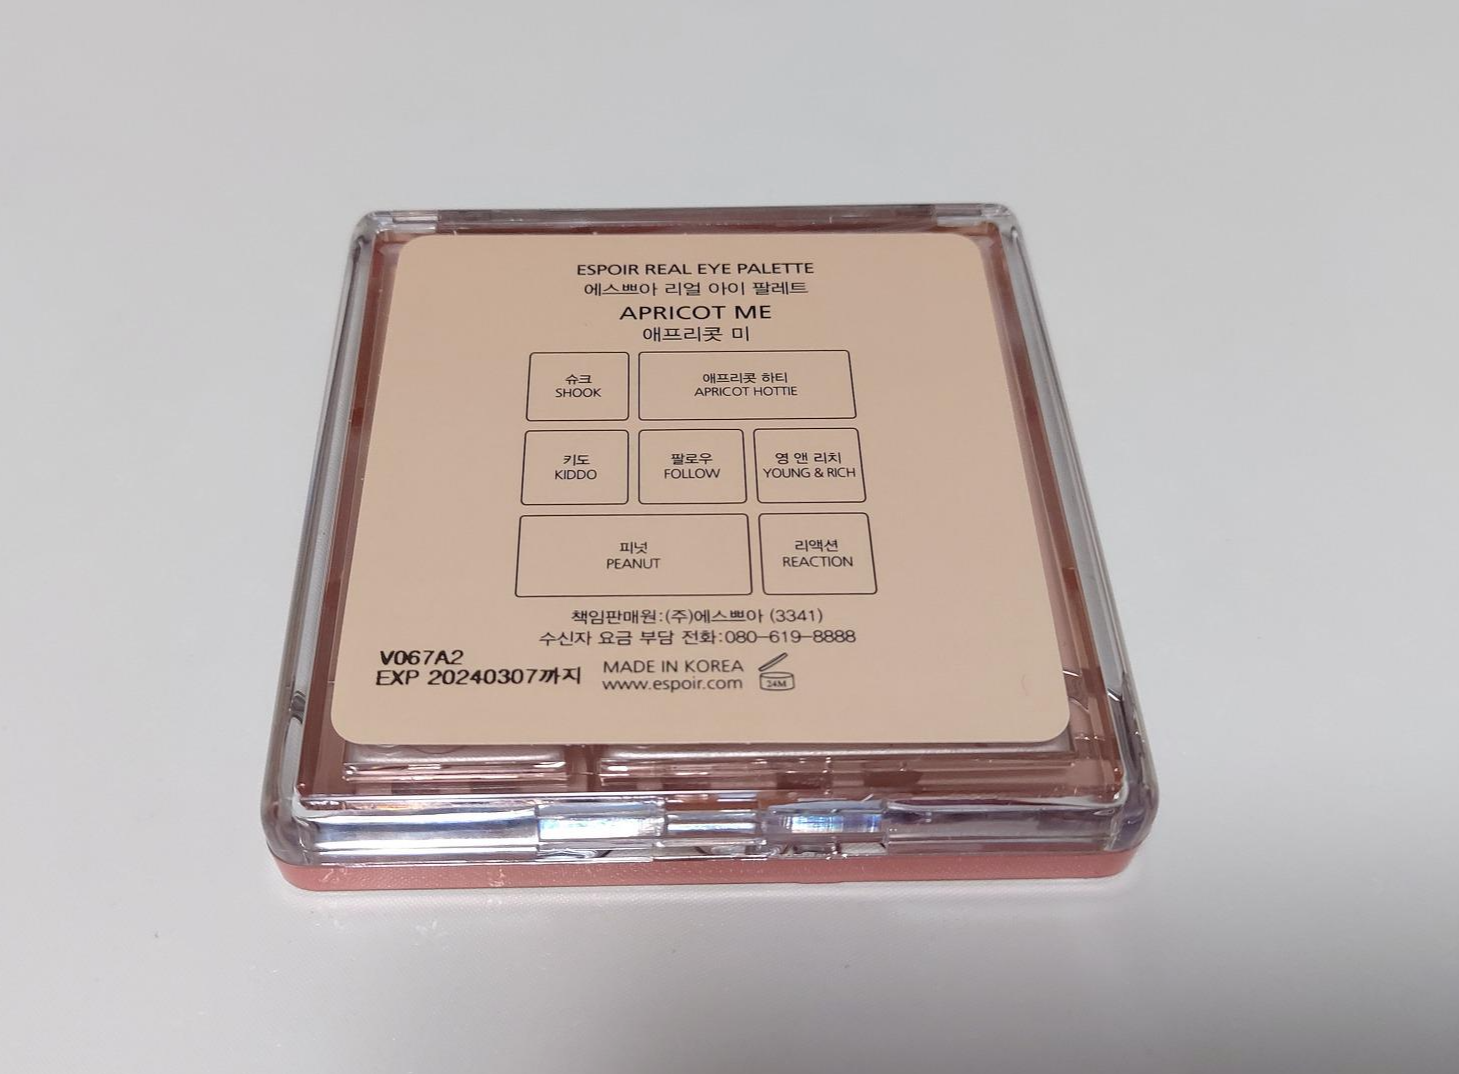 ESPOIR REAL EYE PALETTE
에스쁘아 리얼 아이 팔레트
APRICOT ME
애프리콧 미
슈크
SHOOK
애프리콧 하티
APRICOT HOTTIE
키도
KIDDO
팔로우
FOLLOW
영 앤 리치
YOUNG & RICH
피넛
PEANUT
리액션
REACTION
책임판매원:(주)에스쁘아 (3341)
수신자 요금 부담 전화:080-619-8888
V067A2
EXP 20240307까지
MADE IN KOREA
www.espoir.com
24M